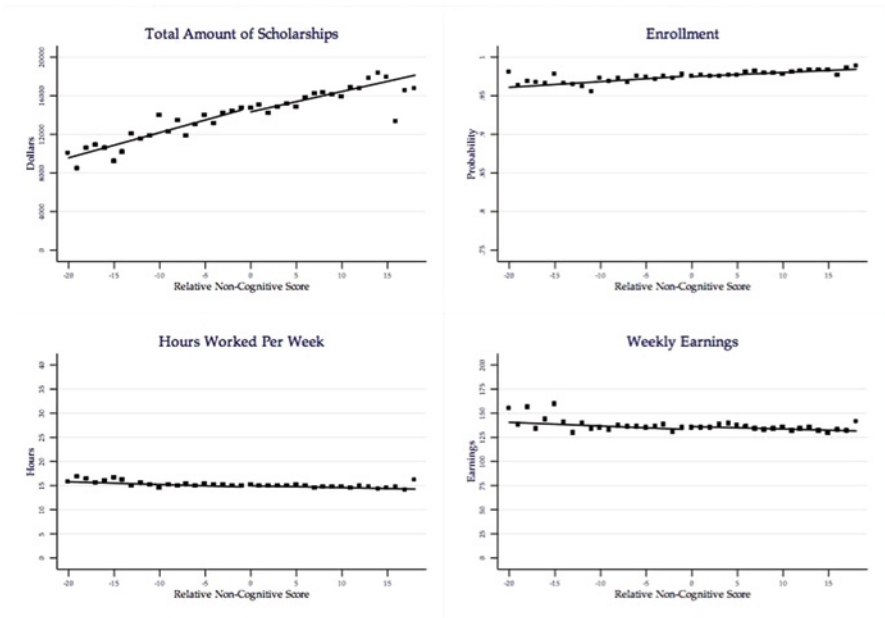 Total Amount of Scholarships
20000
16000
12000
8000
4000
0
Dollars
-20 -15 -10 -5 0 5 10 15
Relative Non-Cognitive Score
Enrollment
1
.95
.9
.85
.8
.75
Probability
-20 -15 -10 -5 0 5 10 15
Relative Non-Cognitive Score
Hours Worked Per Week
40
35
30
25
20
15
10
5
0
Hours
-20 -15 -10 -5 0 5 10 15
Relative Non-Cognitive Score
Weekly Earnings
200
175
150
125
100
75
50
25
0
Earnings
-20 -15 -10 -5 0 5 10 15
Relative Non-Cognitive Score